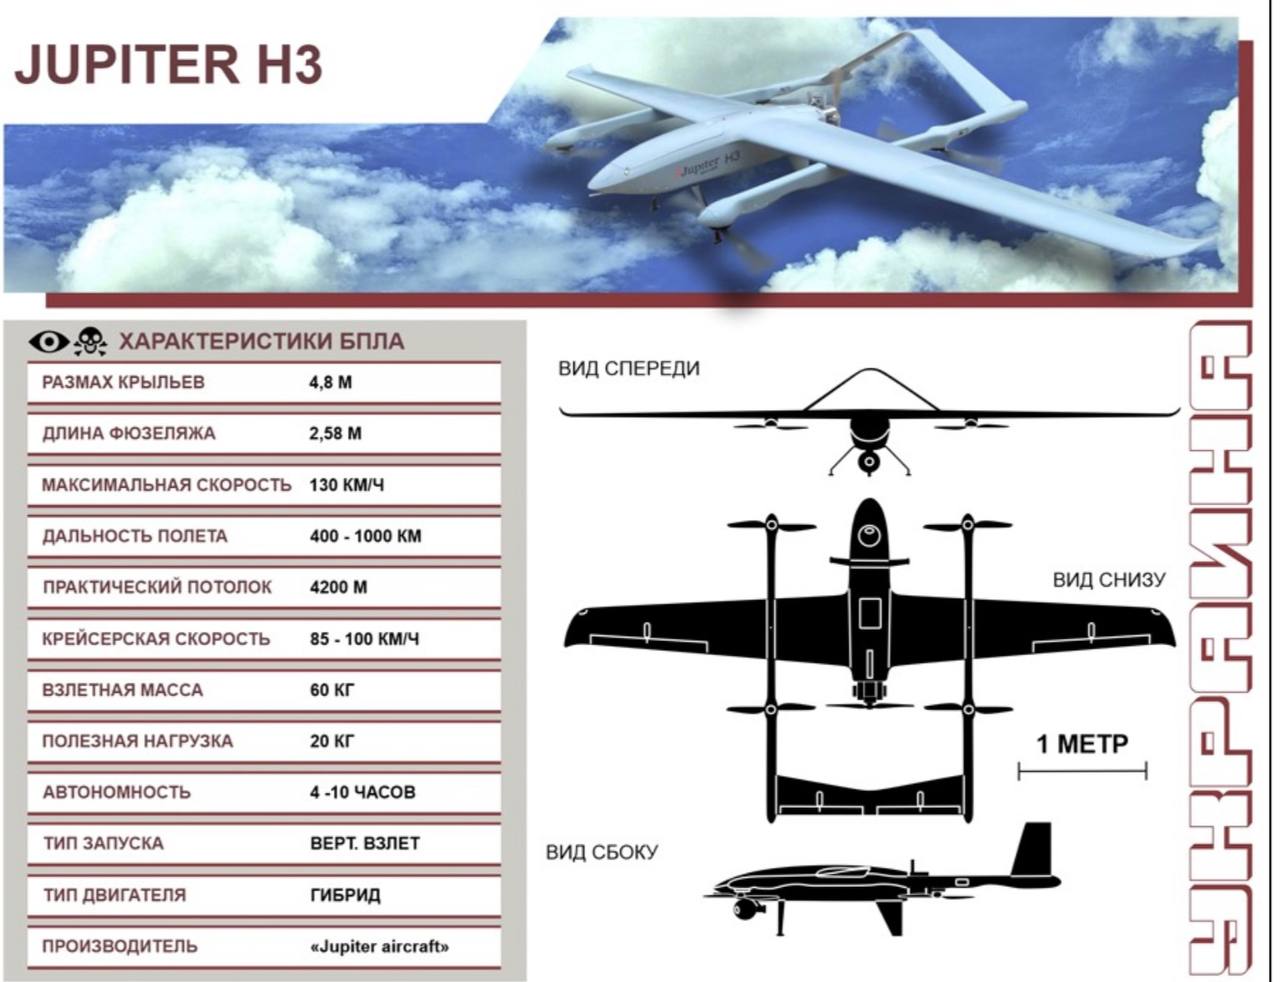 JUPITER H3
Jupiter H3
ХАРАКТЕРИСТИКИ БПЛА
РАЗМАХ КРЫЛЬЕВ 4,8 М
ДЛИНА ФЮЗЕЛЯЖА 2,58 М
МАКСИМАЛЬНАЯ СКОРОСТЬ 130 КМ/Ч
ДАЛЬНОСТЬ ПОЛЕТА 400 - 1000 КМ
ПРАКТИЧЕСКИЙ ПОТОЛОК 4200 М
КРЕЙСЕРСКАЯ СКОРОСТЬ 85 - 100 КМ/Ч
ВЗЛЕТНАЯ МАССА 60 КГ
ПОЛЕЗНАЯ НАГРУЗКА 20 КГ
АВТОНОМНОСТЬ 4 -10 ЧАСОВ
ТИП ЗАПУСКА ВЕРТ. ВЗЛЕТ
ТИП ДВИГАТЕЛЯ ГИБРИД
ПРОИЗВОДИТЕЛЬ «Jupiter aircraft»
ВИД СПЕРЕДИ
ВИД СНИЗУ
1 МЕТР
ВИД СБОКУ
УКРАИНА